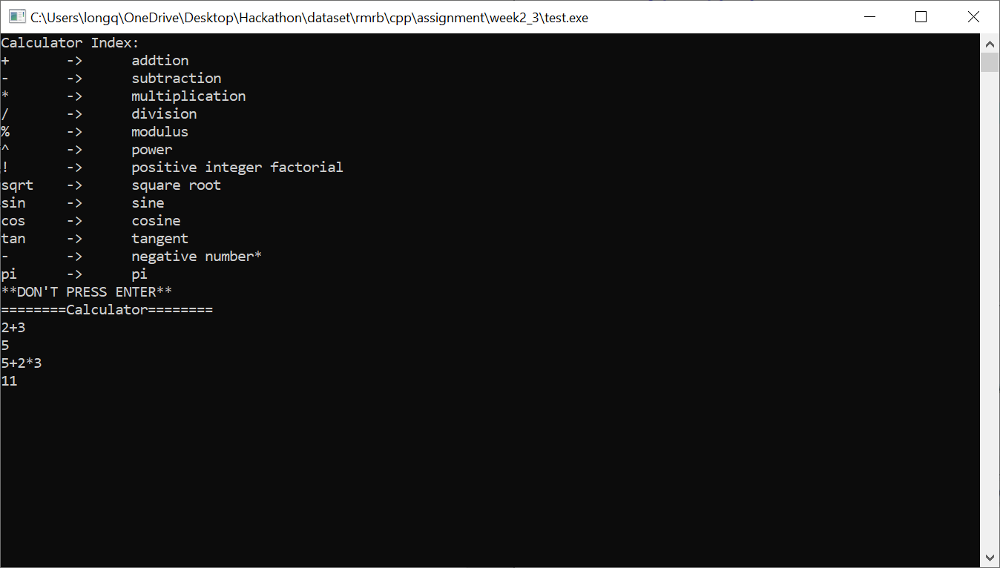 C:\Users\longq\OneDrive\Desktop\Hackathon\dataset\rmrb\cpp\assignment\week2_3\test.exe
Calculator Index:
+ -> addtion
- -> subtraction
* -> multiplication
/ -> division
% -> modulus
^ -> power
! -> positive integer factorial
sqrt -> square root
sin -> sine
cos -> cosine
tan -> tangent
- -> negative number*
pi -> pi
**DON'T PRESS ENTER**
========Calculator========
2+3
5
5+2*3
11